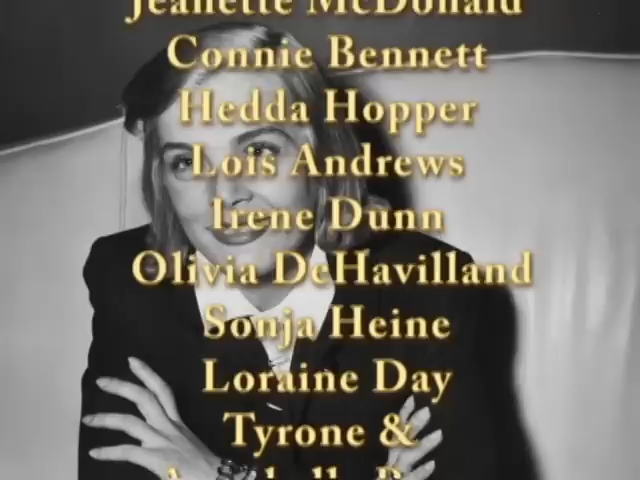 Jeanette McDonald
Connie Bennett
Hedda Hopper
Lois Andrews
Irene Dunn
Olivia DeHavilland
Sonja Heine
Loraine Day
Tyrone &